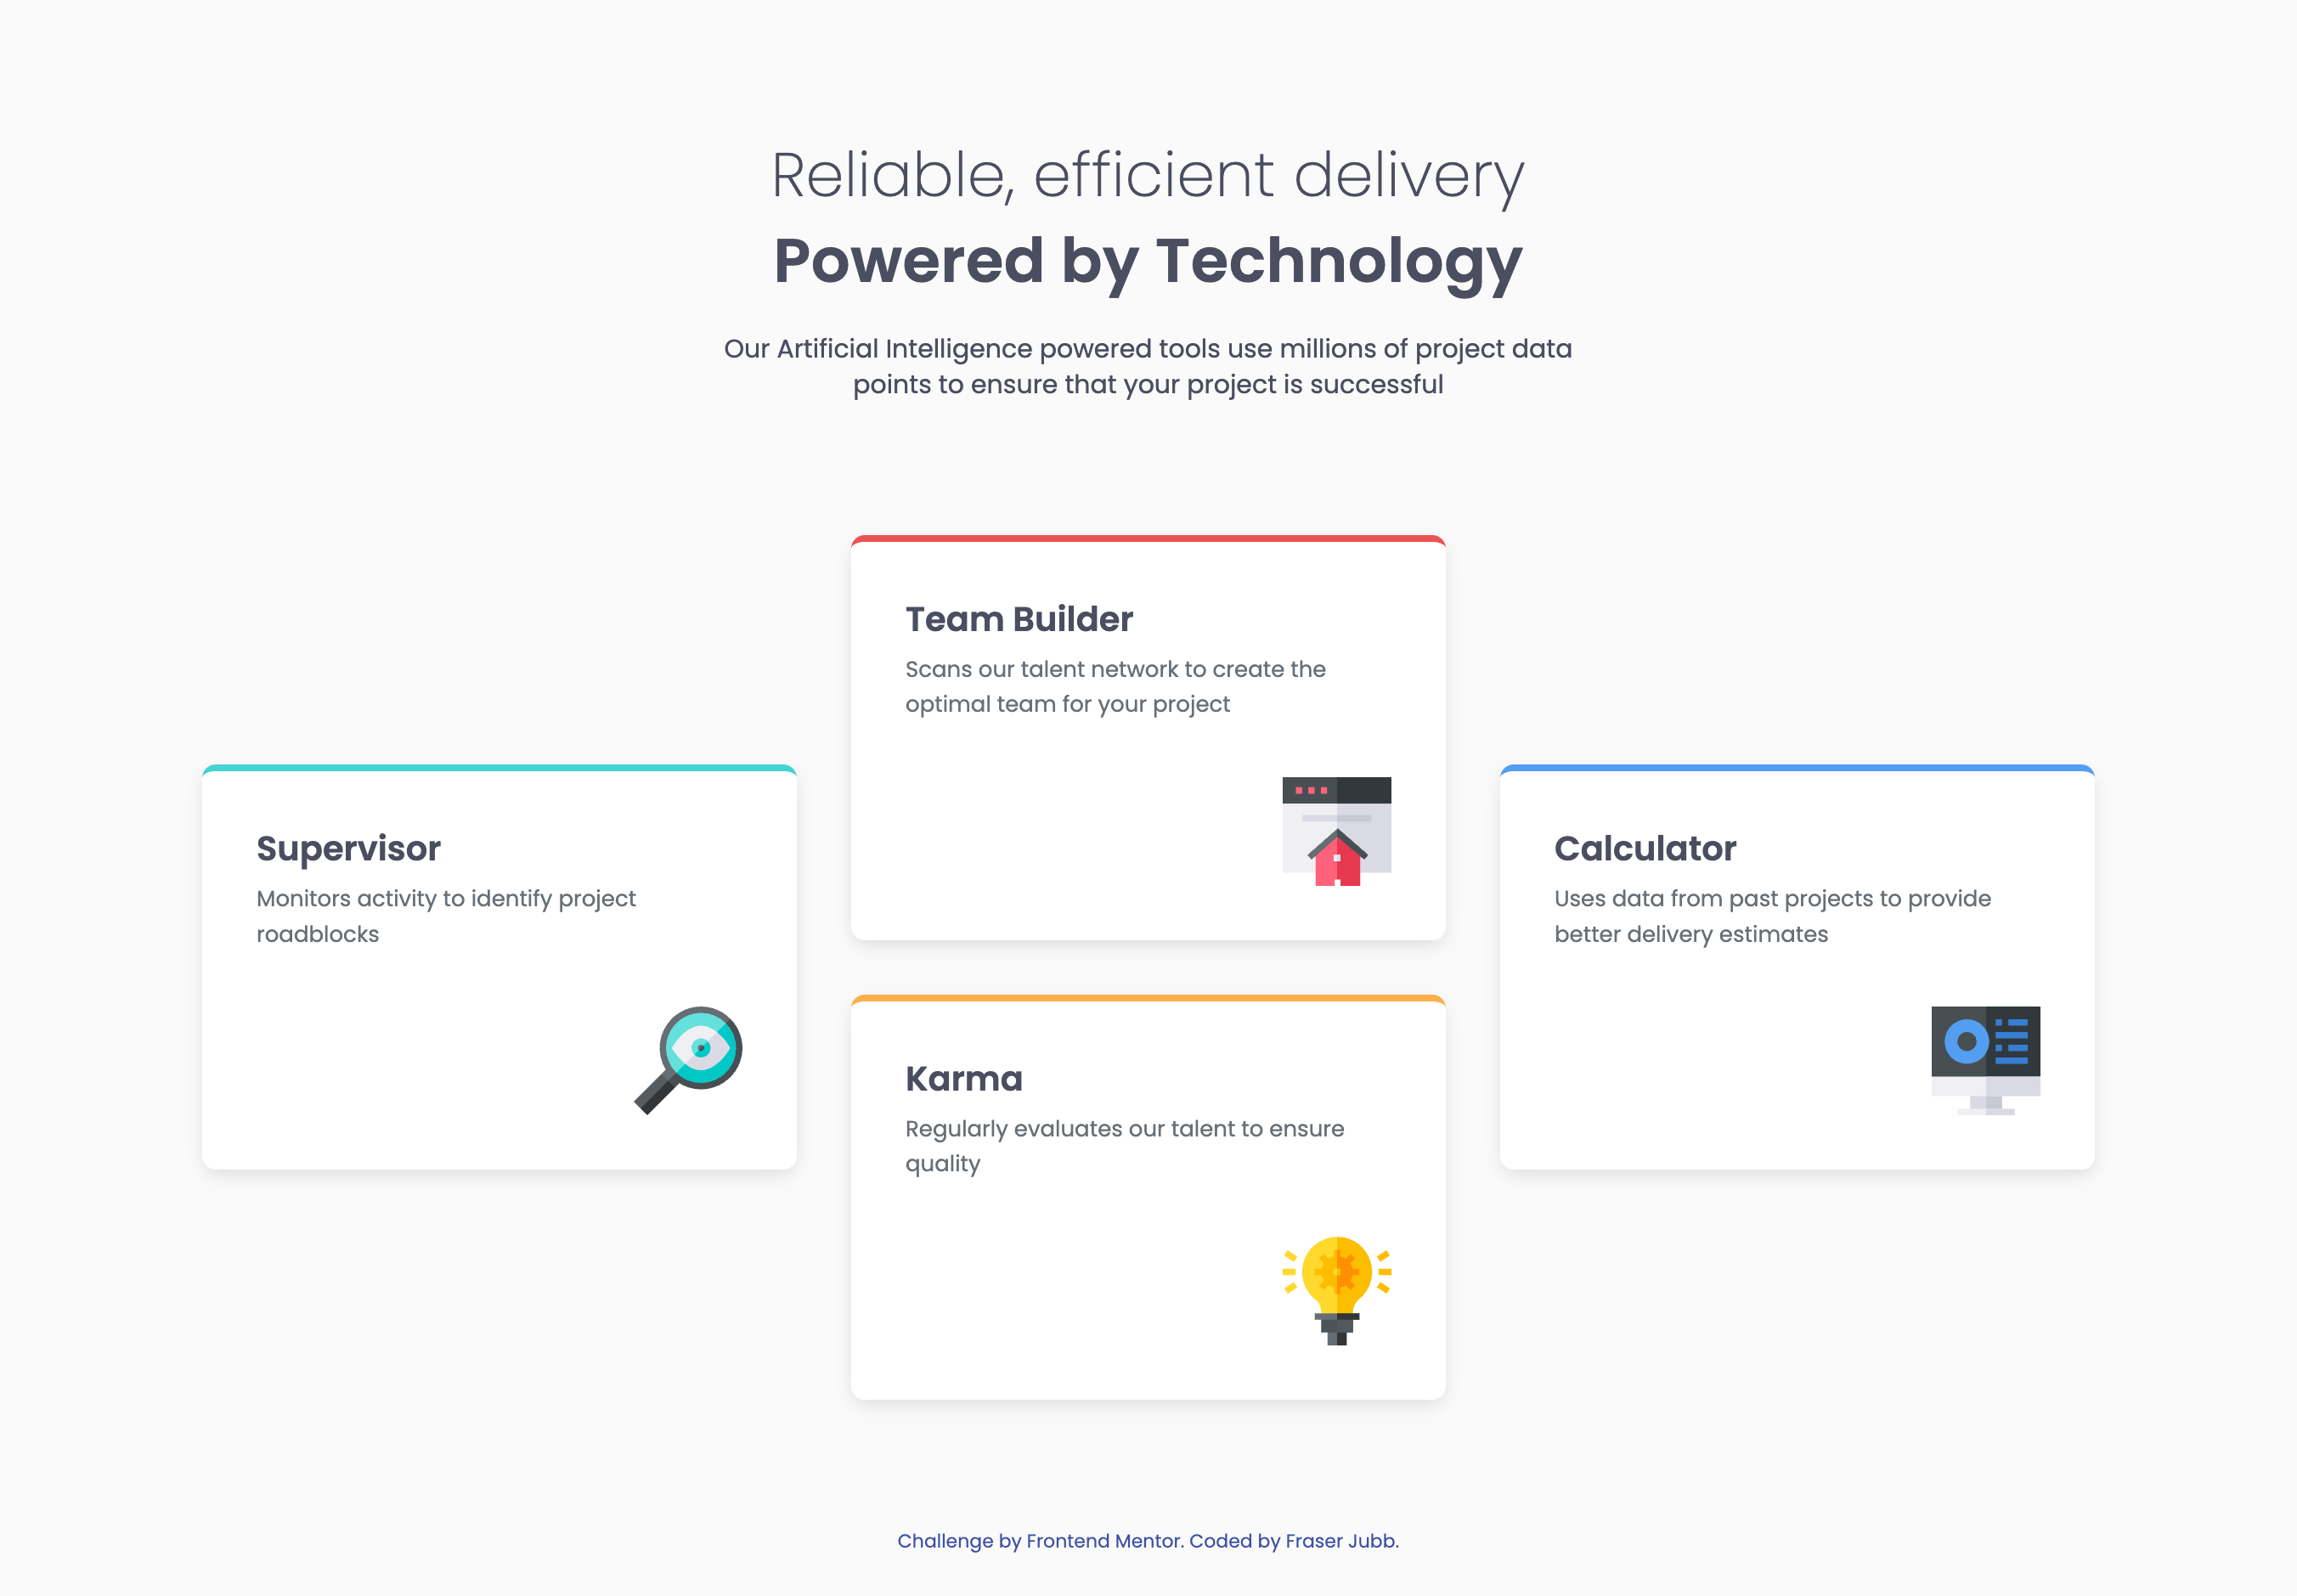 Reliable, efficient delivery
Powered by Technology
Our Artificial Intelligence powered tools use millions of project data
points to ensure that your project is successful
Supervisor
Monitors activity to identify project
roadblocks
Team Builder
Scans our talent network to create the
optimal team for your project
Karma
Regularly evaluates our talent to ensure
quality
Calculator
Uses data from past projects to provide
better delivery estimates
Challenge by Frontend Mentor. Coded by Fraser Jubb.